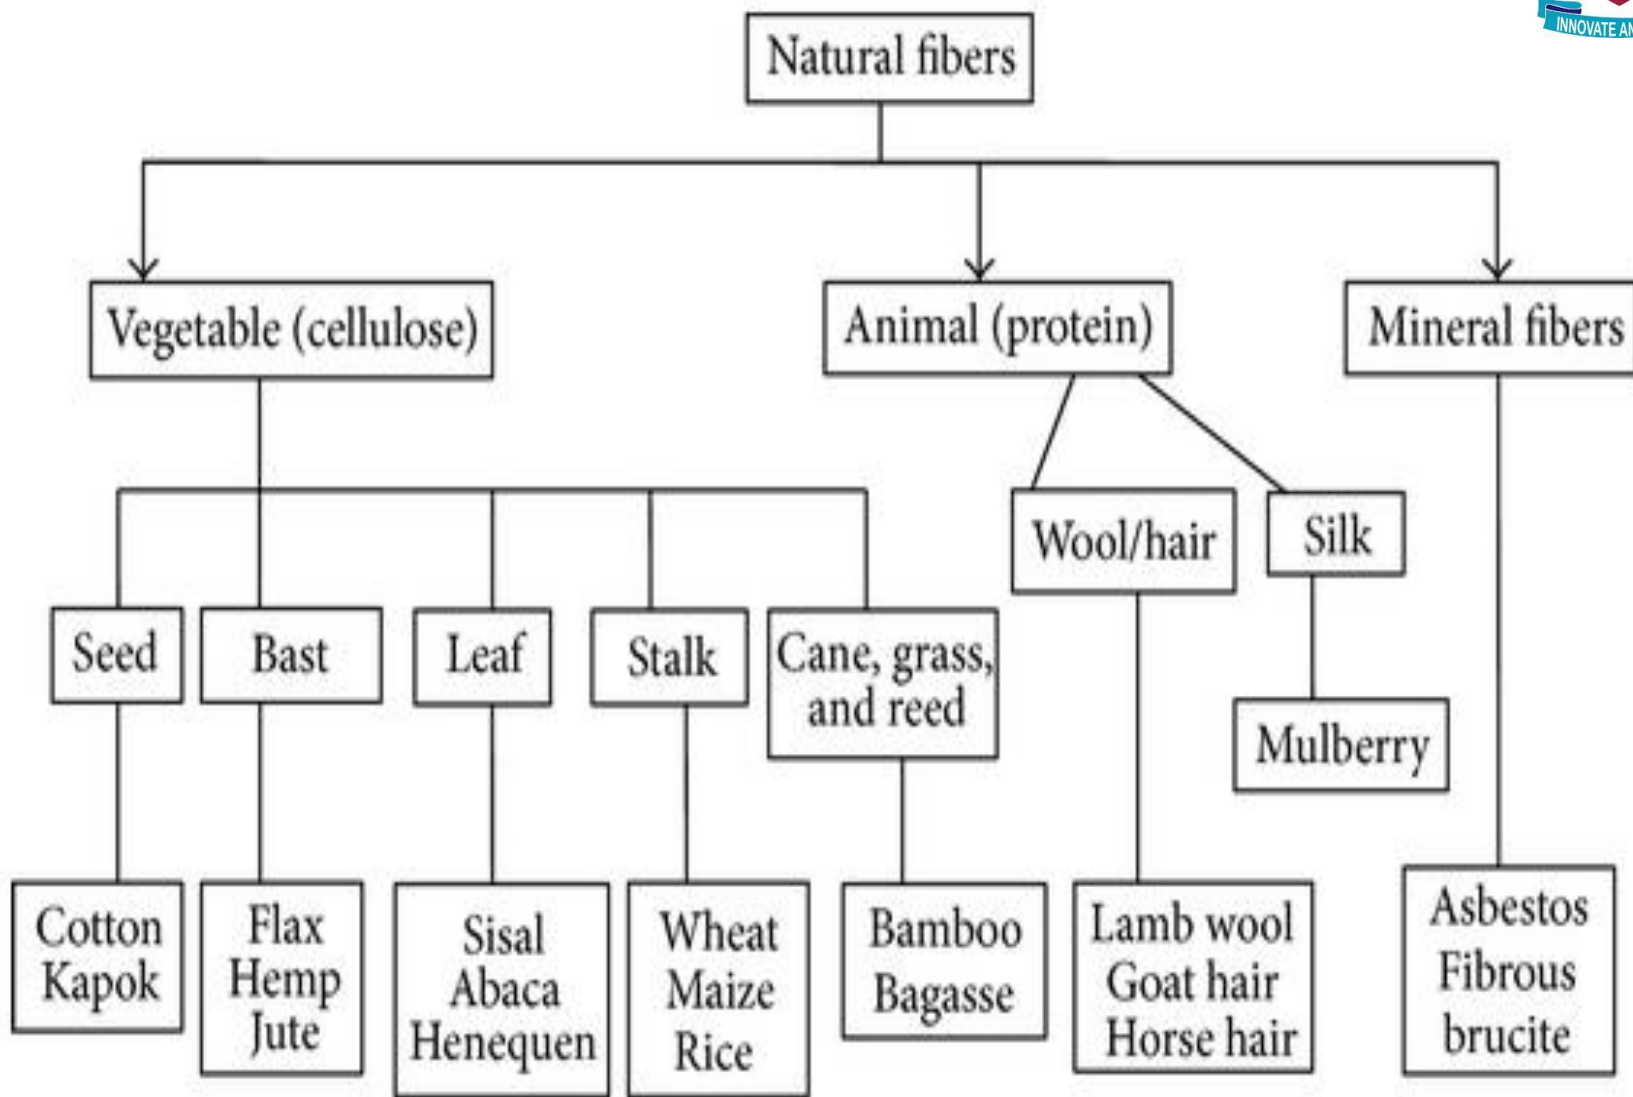 INNOVATE AN
Natural fibers
Vegetable (cellulose)
Animal (protein)
Mineral fibers
Wool/hair
Silk
Seed
Bast
Leaf
Stalk
Cane, grass,
and reed
Mulberry
Cotton
Kapok
Flax
Hemp
Jute
Sisal
Abaca
Henequen
Wheat
Maize
Rice
Bamboo
Bagasse
Lamb wool
Goat hair
Horse hair
Asbestos
Fibrous
brucite